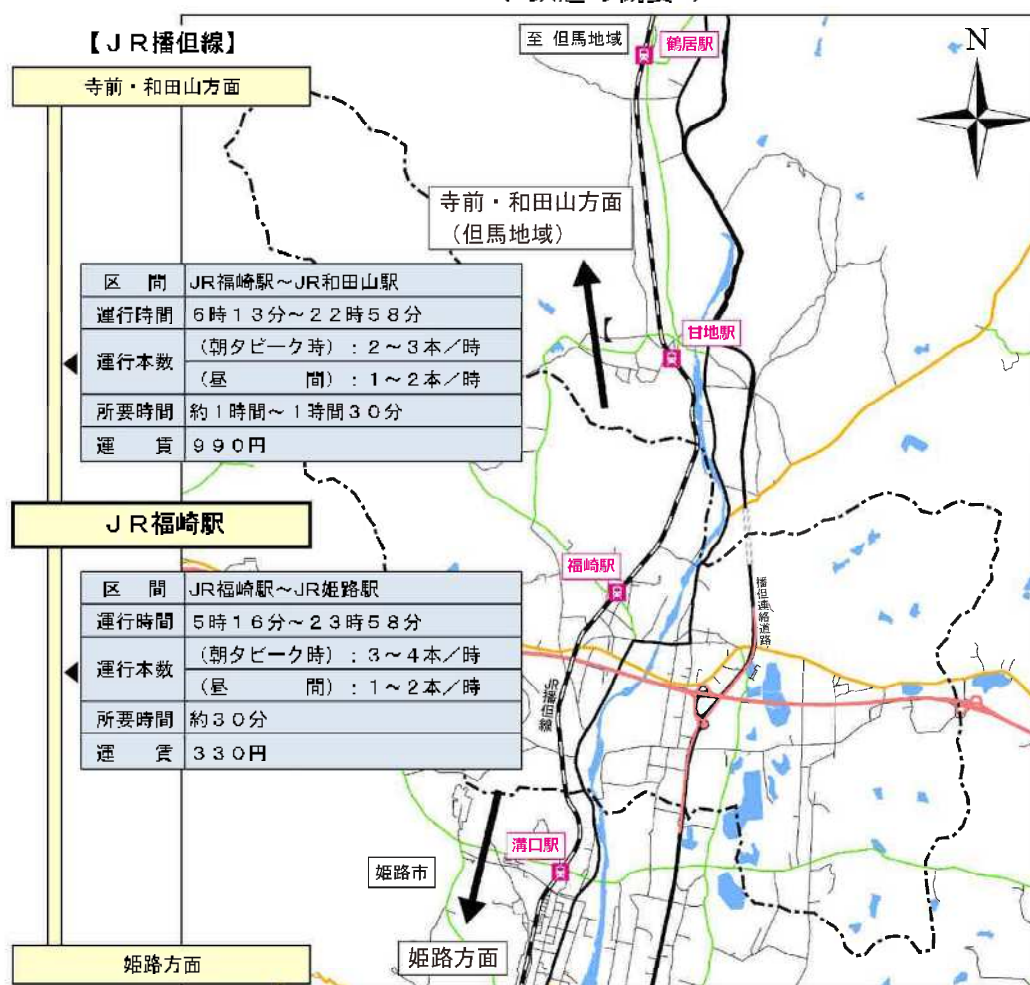 【ＪＲ播但線】
寺前・和田山方面
区　間 JR福崎駅～JR和田山駅
運行時間 ６時１３分～２２時５８分
運行本数 （朝夕ピーク時）：２～３本／時
（昼　　　間）：１～２本／時
所要時間 約１時間～１時間３０分
運　賃 ９９０円
ＪＲ福崎駅
区　間 JR福崎駅～JR姫路駅
運行時間 ５時１６分～２３時５８分
運行本数 （朝夕ピーク時）：３～４本／時
（昼　　　間）：１～２本／時
所要時間 約３０分
運　賃 ３３０円
姫路方面
至 但馬地域
鶴居駅
N
寺前・和田山方面
（但馬地域）
甘地駅
福崎駅
播但連絡道路
JR播但線
溝口駅
姫路市
姫路方面